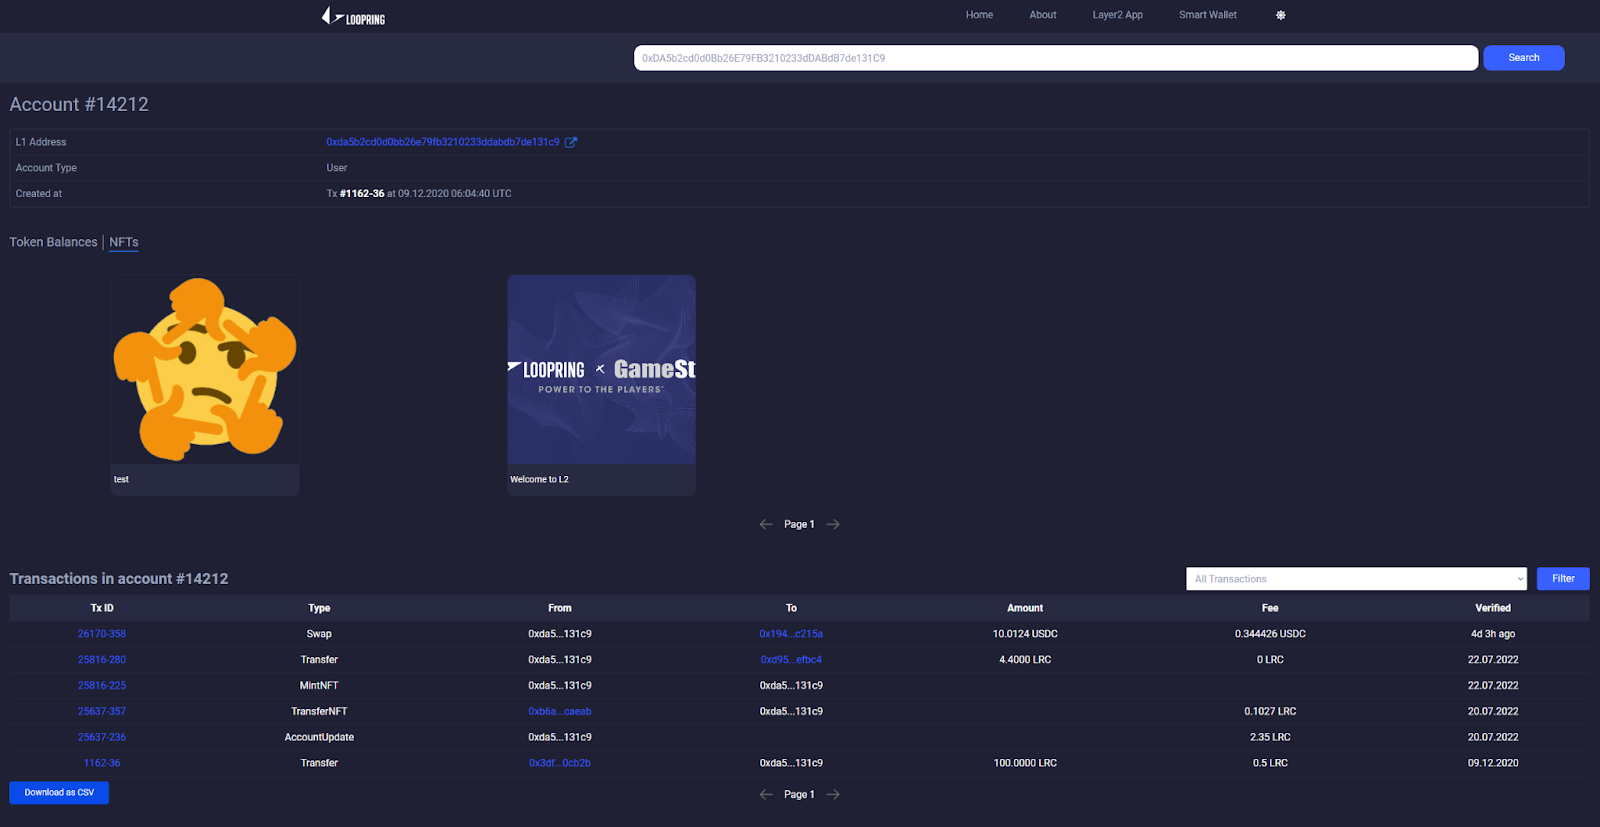 LOOPRING
Home About Layer2 App Smart Wallet
0xDA5b2cd0d0Bb26E79FB3210233dDABdB7de131C9 Search
Account #14212
L1 Address 0xda5b2cd0d0bb26e79fb3210233ddabdb7de131c9
Account Type User
Created at Tx #1162-36 at 09.12.2020 06:04:40 UTC
Token Balances | NFTs
LOOPRING × GameSt
POWER TO THE PLAYERS®
test Welcome to L2
Page 1
Transactions in account #14212 All Transactions Filter
Tx ID Type From To Amount Fee Verified
26170-358 Swap 0xda5...131c9 0x194...c215a 10.0124 USDC 0.344426 USDC 4d 3h ago
25816-280 Transfer 0xda5...131c9 0xd95...efbc4 4.4000 LRC 0 LRC 22.07.2022
25816-225 MintNFT 0xda5...131c9 0xda5...131c9 22.07.2022
25637-357 TransferNFT 0xb6a...caeab 0xda5...131c9 0.1027 LRC 20.07.2022
25637-236 AccountUpdate 0xda5...131c9 2.35 LRC 20.07.2022
1162-36 Transfer 0x3df...0cb2b 0xda5...131c9 100.0000 LRC 0.5 LRC 09.12.2020
Download as CSV Page 1